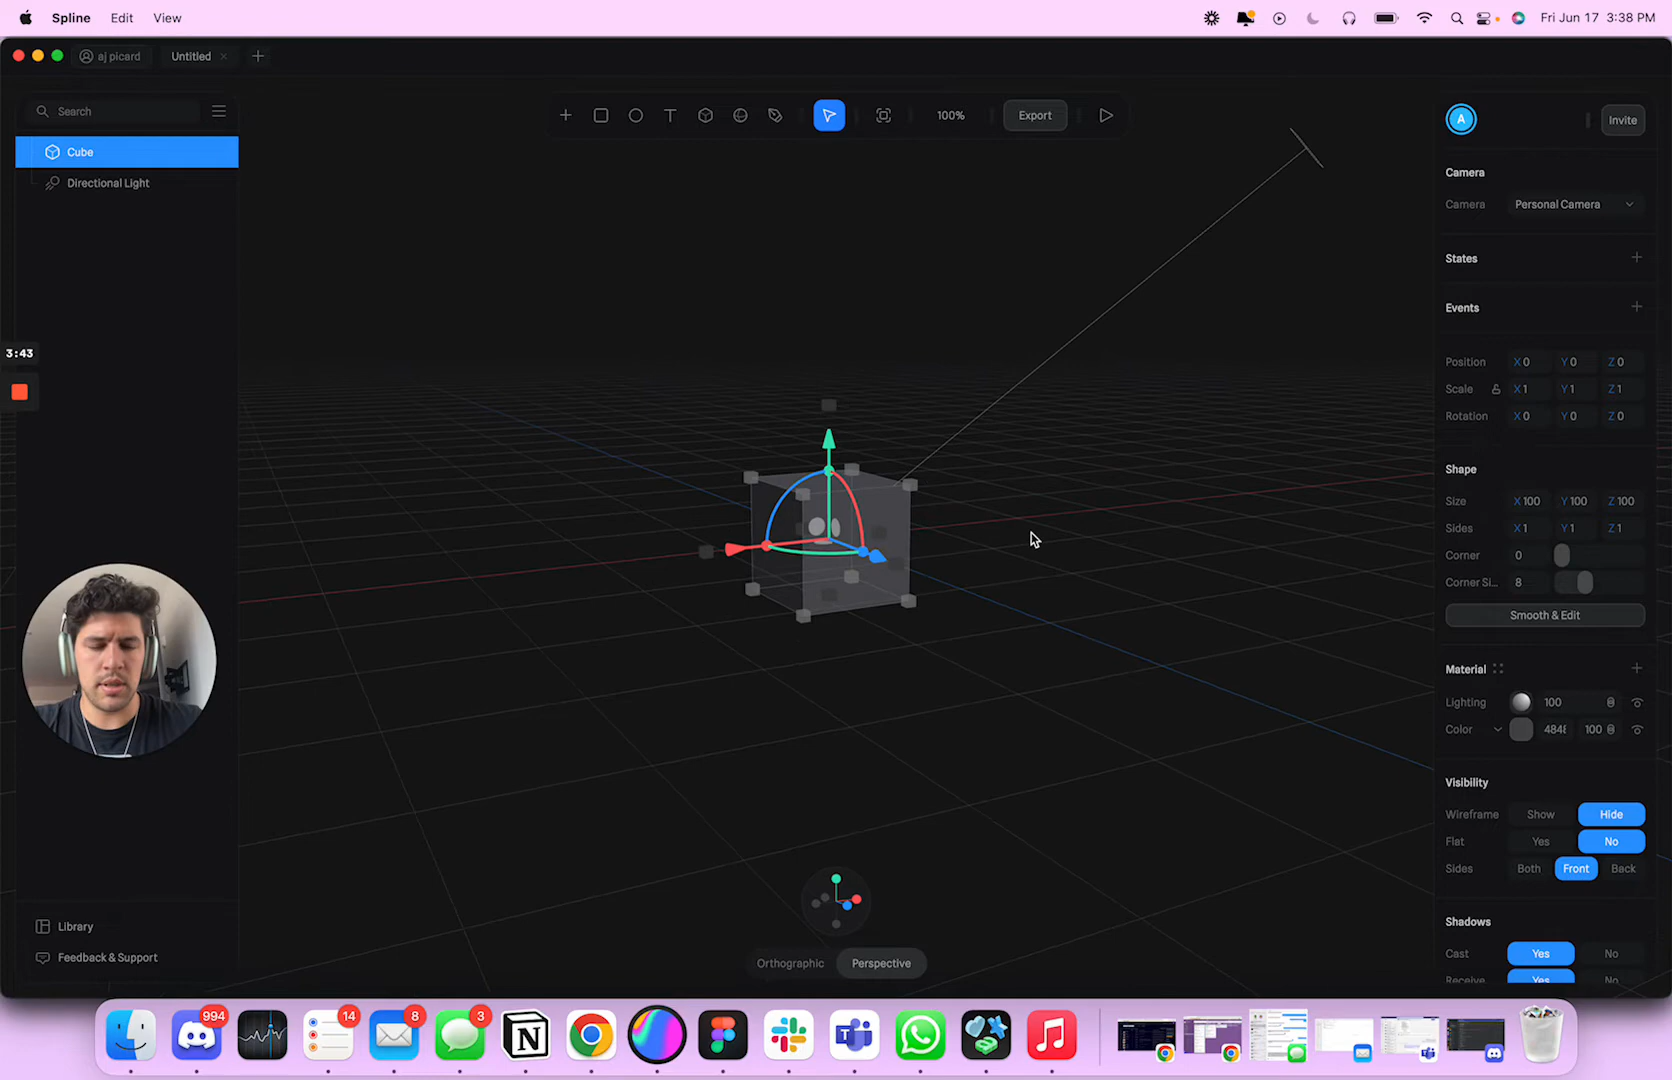 Spline Edit View Fri Jun 17 3:38 PM
aj picard Untitled
Search
100% Export
A Invite
Cube
Directional Light
Camera
Camera Personal Camera
States
Events
3:43
Position X 0 Y 0 Z 0
Scale X 1 Y 1 Z 1
Rotation X 0 Y 0 Z 0
Shape
Size X 100 Y 100 Z 100
Sides X 1 Y 1 Z 1
Corner 0
Corner Si... 8
Smooth & Edit
Material
Lighting 100
Color 484 100
Visibility
Wireframe Show Hide
Flat Yes No
Sides Both Front Back
Shadows
Cast Yes No
Receive Yes No
Library
Feedback & Support
Orthographic Perspective
994 14 8 3